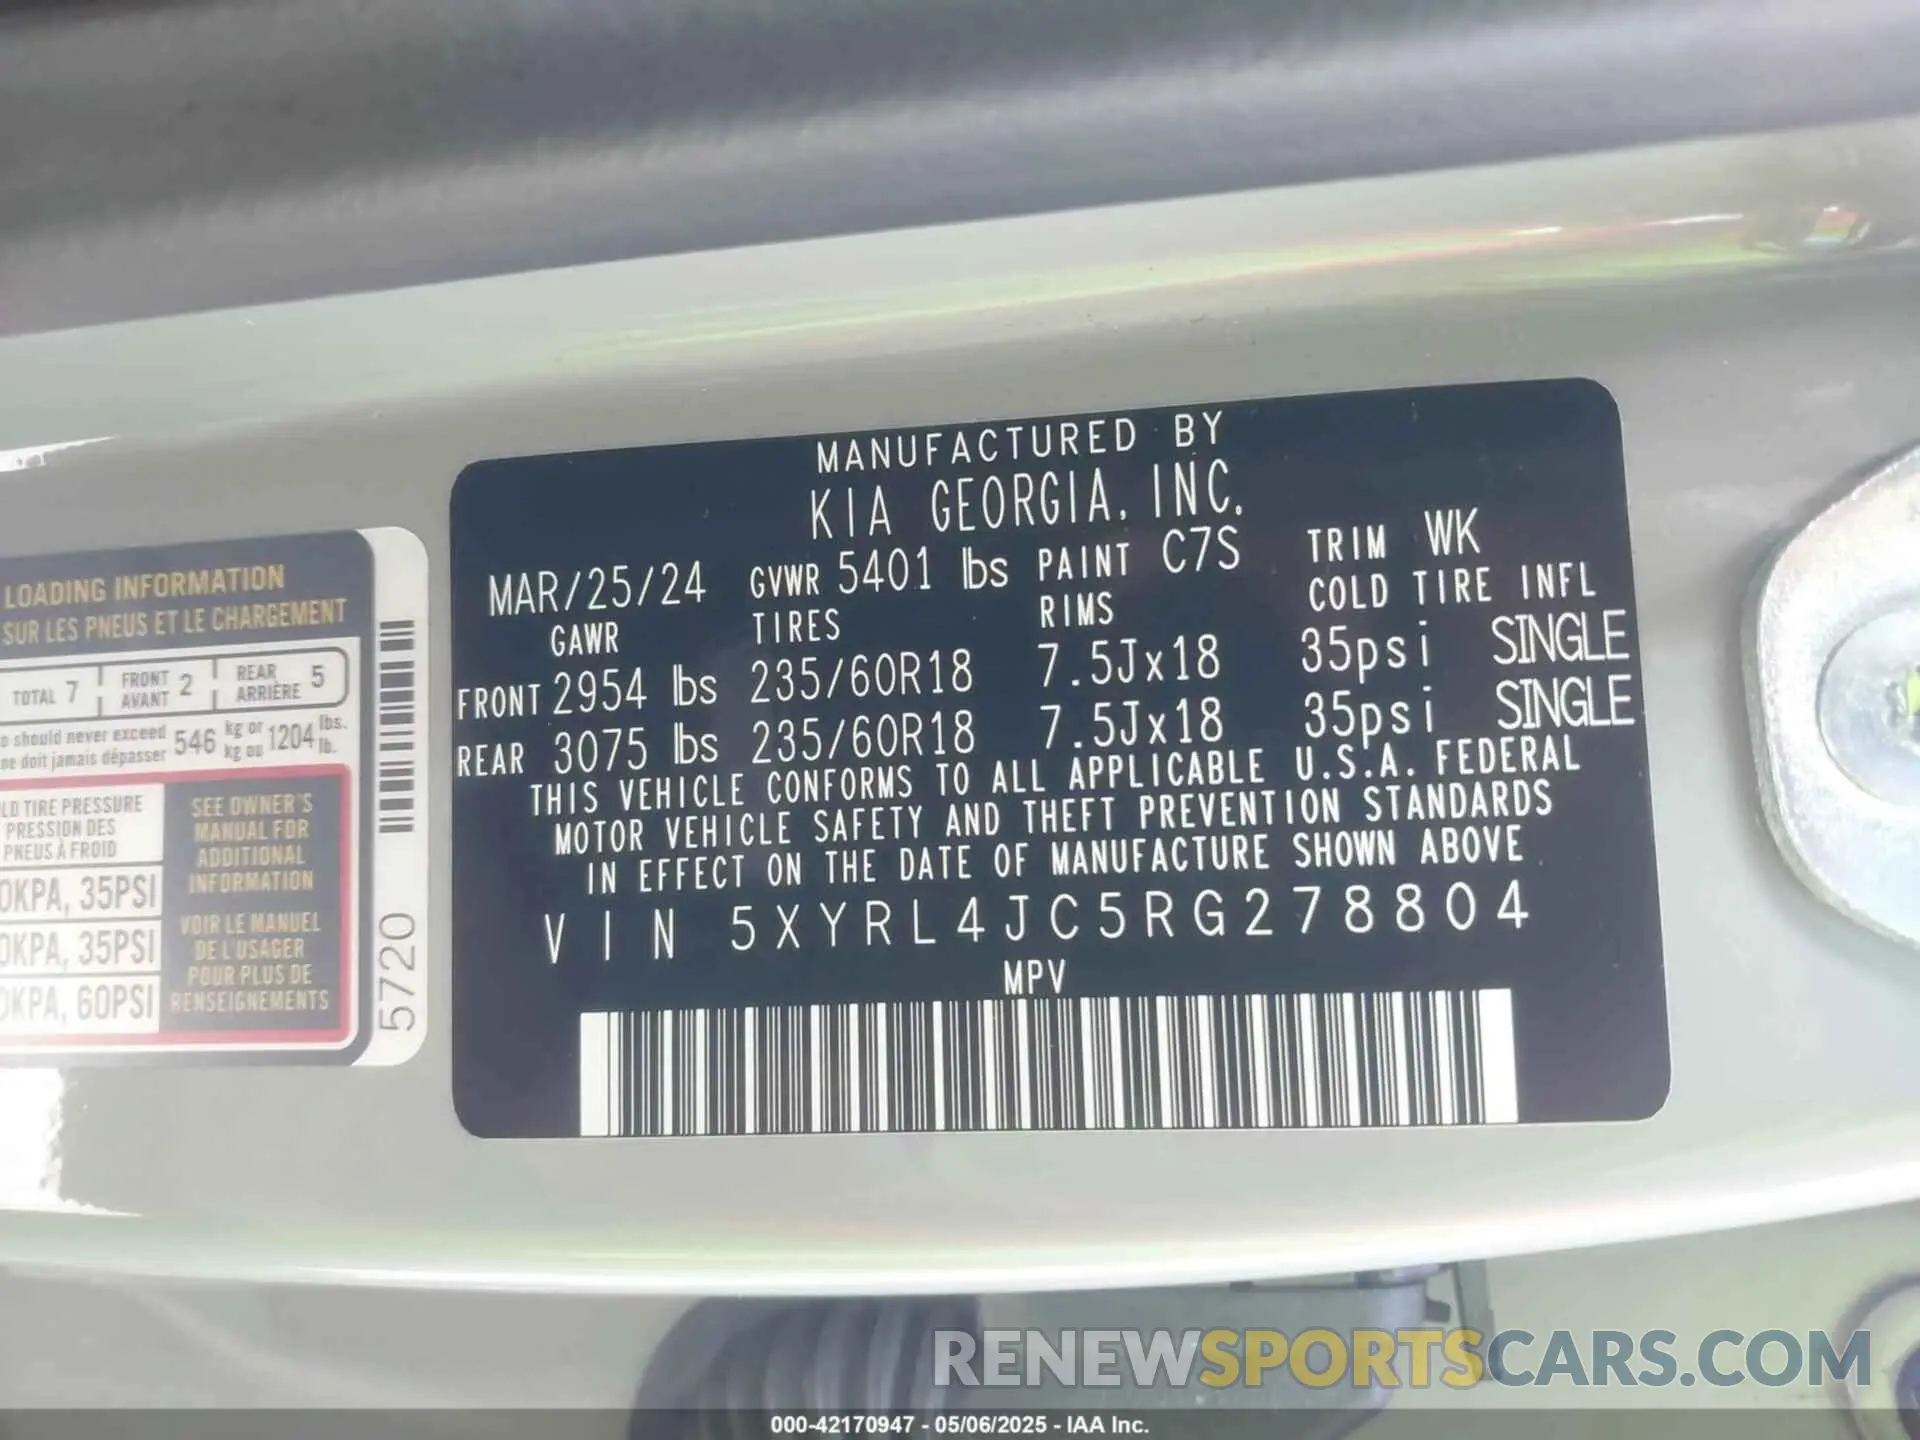 LOADING INFORMATION
SUR LES PNEUS ET LE CHARGEMENT
TOTAL 7 FRONT AVANT 2 REAR ARRIÈRE 5
should never exceed 546 kg or 1204 lbs.
ne doit jamais dépasser kg ou lb.
TIRE PRESSURE
PRESSION DES
PNEUS À FROID
KPA, 35PSI
KPA, 35PSI
KPA, 60PSI
SEE OWNER'S
MANUAL FOR
ADDITIONAL
INFORMATION
VOIR LE MANUEL
DE L'USAGER
POUR PLUS DE
RENSEIGNEMENTS
5720
MANUFACTURED BY
KIA GEORGIA, INC.
MAR/25/24 GVWR 5401 lbs PAINT C7S TRIM WK
GAWR TIRES RIMS COLD TIRE INFL
FRONT 2954 lbs 235/60R18 7.5Jx18 35psi SINGLE
REAR 3075 lbs 235/60R18 7.5Jx18 35psi SINGLE
THIS VEHICLE CONFORMS TO ALL APPLICABLE U.S.A. FEDERAL
MOTOR VEHICLE SAFETY AND THEFT PREVENTION STANDARDS
IN EFFECT ON THE DATE OF MANUFACTURE SHOWN ABOVE
VIN 5XYRL4JC5RG278804
MPV
RENEWSPORTSCARS.COM
000-42170947 - 05/06/2025 - IAA Inc.